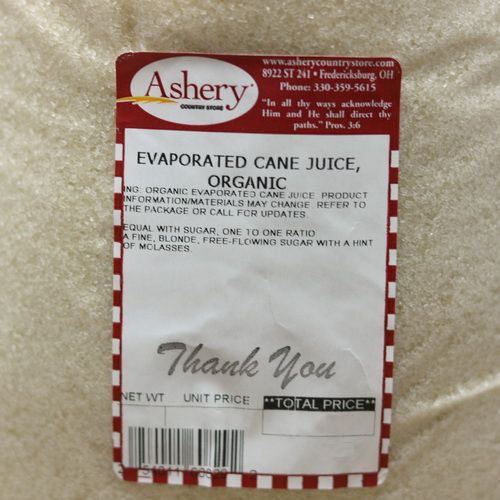 Ashery
COUNTRY STORE
www.asherycountrystore.com
8922 ST 241 • Fredericksburg, OH
Phone: 330-359-5615
"In all thy ways acknowledge
Him and He shall direct thy
paths." Prov. 3:6
EVAPORATED CANE JUICE,
ORGANIC
ING: ORGANIC EVAPORATED CANE JUICE. PRODUCT
INFORMATION/MATERIALS MAY CHANGE. REFER TO
THE PACKAGE OR CALL FOR UPDATES.
EQUAL WITH SUGAR, ONE TO ONE RATIO
A FINE, BLONDE, FREE-FLOWING SUGAR WITH A HINT
OF MOLASSES.
Thank You
NET WT UNIT PRICE **TOTAL PRICE**